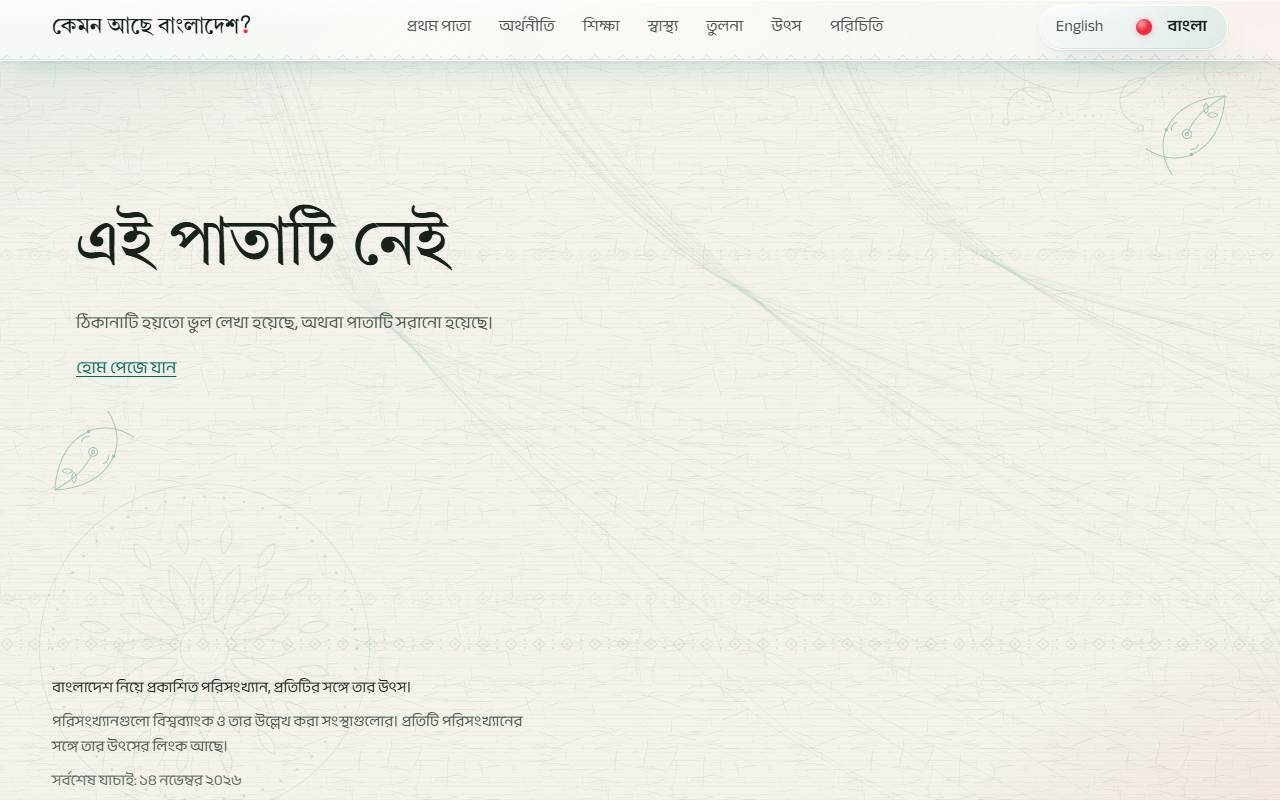 কেমন আছে বাংলাদেশ?
প্রথম পাতা অর্থনীতি শিক্ষা স্বাস্থ্য তুলনা উৎস পরিচিতি
English বাংলা
এই পাতাটি নেই
ঠিকানাটি হয়তো ভুল লেখা হয়েছে, অথবা পাতাটি সরানো হয়েছে।
হোম পেজে যান
বাংলাদেশ নিয়ে প্রকাশিত পরিসংখ্যান, প্রতিটির সঙ্গে তার উৎস।
পরিসংখ্যানগুলো বিশ্বব্যাংক ও তার উল্লেখ করা সংস্থাগুলোর। প্রতিটি পরিসংখ্যানের
সঙ্গে তার উৎসের লিংক আছে।
সর্বশেষ যাচাই: ১৪ নভেম্বর ২০২৬